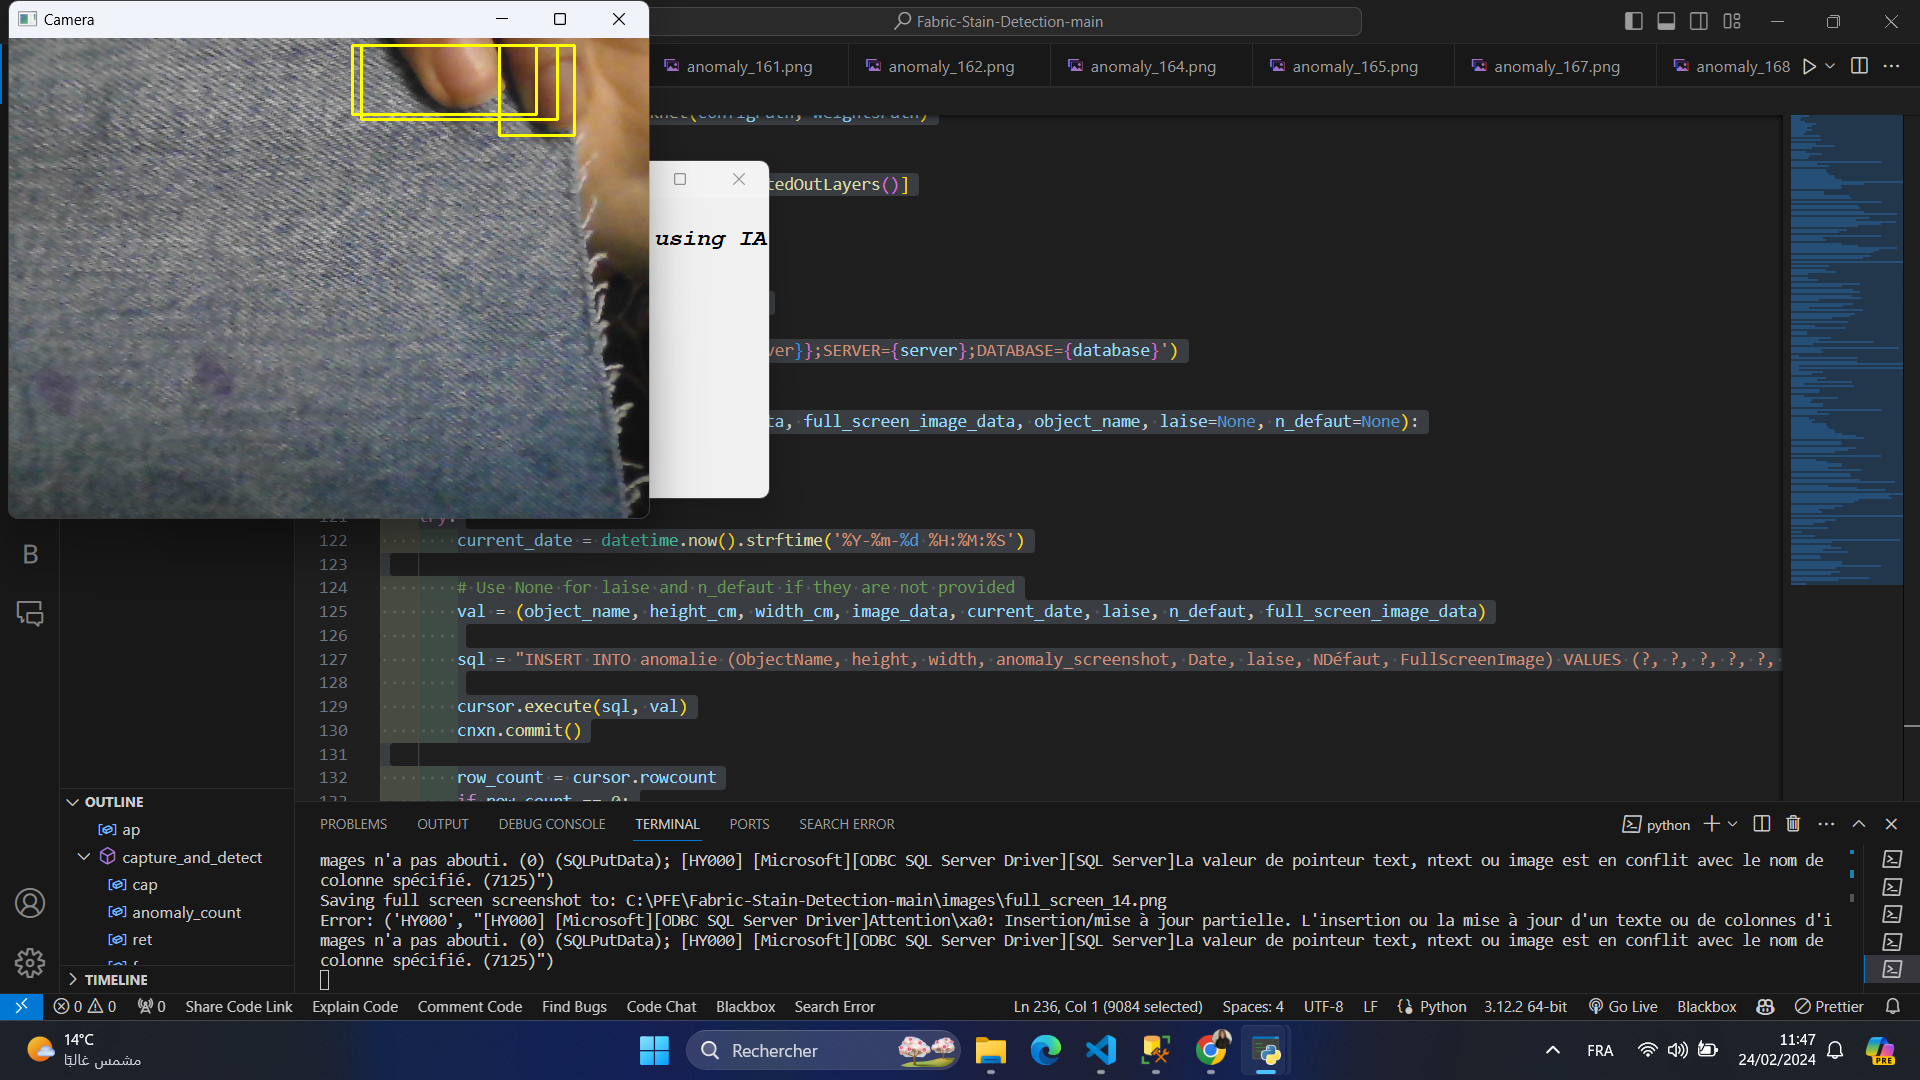 Camera
Fabric-Stain-Detection-main
anomaly_161.png
anomaly_162.png
anomaly_164.png
anomaly_165.png
anomaly_167.png
anomaly_168
tedOutLayers()]
using IA
ver}};SERVER={server};DATABASE={database}')
ta, full_screen_image_data, object_name, laise=None, n_defaut=None):
121 try:
122 current_date = datetime.now().strftime('%Y-%m-%d %H:%M:%S')
123
124 # Use None for laise and n_defaut if they are not provided
125 val = (object_name, height_cm, width_cm, image_data, current_date, laise, n_defaut, full_screen_image_data)
126
127 sql = "INSERT INTO anomalie (ObjectName, height, width, anomaly_screenshot, Date, laise, NDéfaut, FullScreenImage) VALUES (?, ?, ?, ?, ?,
128
129 cursor.execute(sql, val)
130 cnxn.commit()
131
132 row_count = cursor.rowcount
133 if row_count == 0:
OUTLINE
ap
capture_and_detect
cap
anomaly_count
ret
TIMELINE
PROBLEMS OUTPUT DEBUG CONSOLE TERMINAL PORTS SEARCH ERROR
python
mages n'a pas abouti. (0) (SQLPutData); [HY000] [Microsoft][ODBC SQL Server Driver][SQL Server]La valeur de pointeur text, ntext ou image est en conflit avec le nom de
colonne spécifié. (7125)")
Saving full screen screenshot to: C:\PFE\Fabric-Stain-Detection-main\images\full_screen_14.png
Error: ('HY000', "[HY000] [Microsoft][ODBC SQL Server Driver]Attention\xa0: Insertion/mise à jour partielle. L'insertion ou la mise à jour d'un texte ou de colonnes d'i
mages n'a pas abouti. (0) (SQLPutData); [HY000] [Microsoft][ODBC SQL Server Driver][SQL Server]La valeur de pointeur text, ntext ou image est en conflit avec le nom de
colonne spécifié. (7125)")
0 0 0 Share Code Link Explain Code Comment Code Find Bugs Code Chat Blackbox Search Error Ln 236, Col 1 (9084 selected) Spaces: 4 UTF-8 LF Python 3.12.2 64-bit Go Live Blackbox Prettier
14°C
مشمس غالبًا
Rechercher
FRA
11:47
24/02/2024
PRE